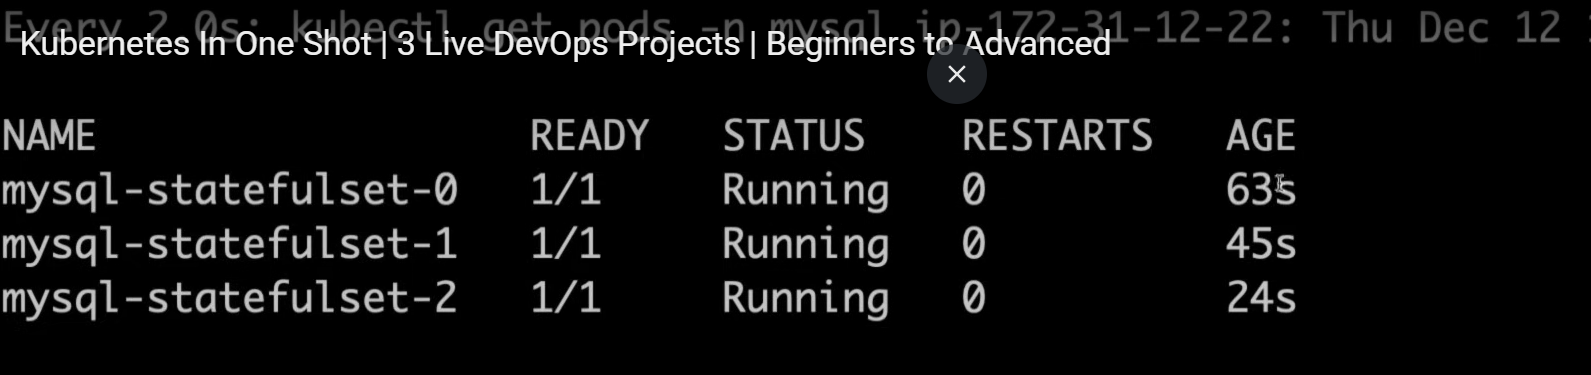 Every 2.0s: kubectl get pods -n mysql ip-172-31-12-22: Thu Dec 12
Kubernetes In One Shot | 3 Live DevOps Projects | Beginners to Advanced
NAME READY STATUS RESTARTS AGE
mysql-statefulset-0 1/1 Running 0 63s
mysql-statefulset-1 1/1 Running 0 45s
mysql-statefulset-2 1/1 Running 0 24s